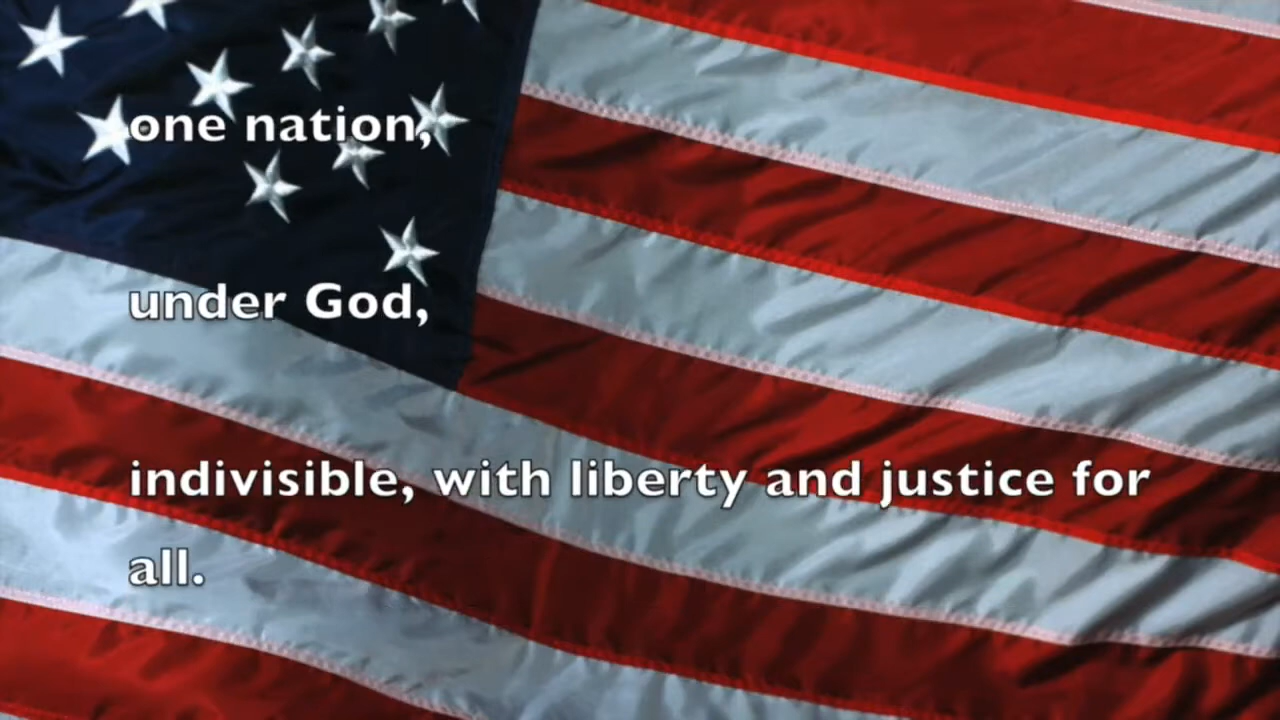 one nation,
under God,
indivisible, with liberty and justice for
all.